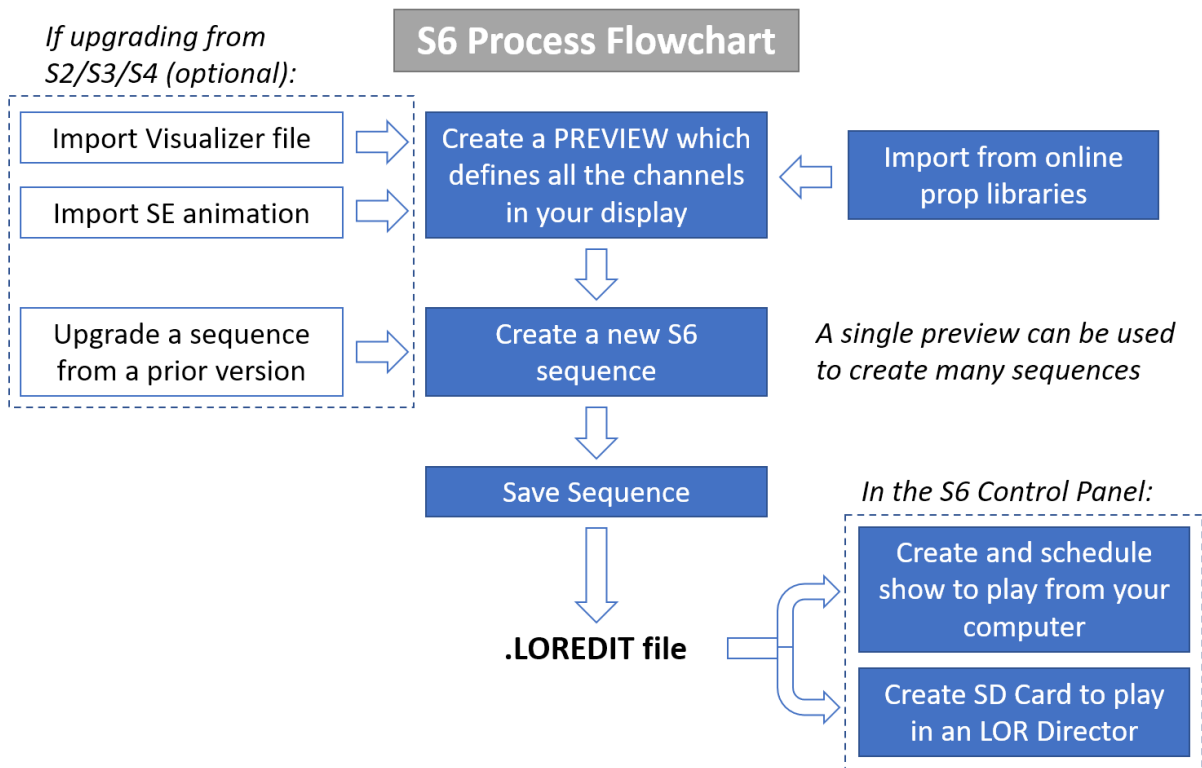 If upgrading from
S2/S3/S4 (optional):
S6 Process Flowchart
Import Visualizer file
Import SE animation
Create a PREVIEW which
defines all the channels
in your display
Import from online
prop libraries
Upgrade a sequence
from a prior version
Create a new S6
sequence
A single preview can be used
to create many sequences
Save Sequence
In the S6 Control Panel:
.LOREDIT file
Create and schedule
show to play from your
computer
Create SD Card to play
in an LOR Director